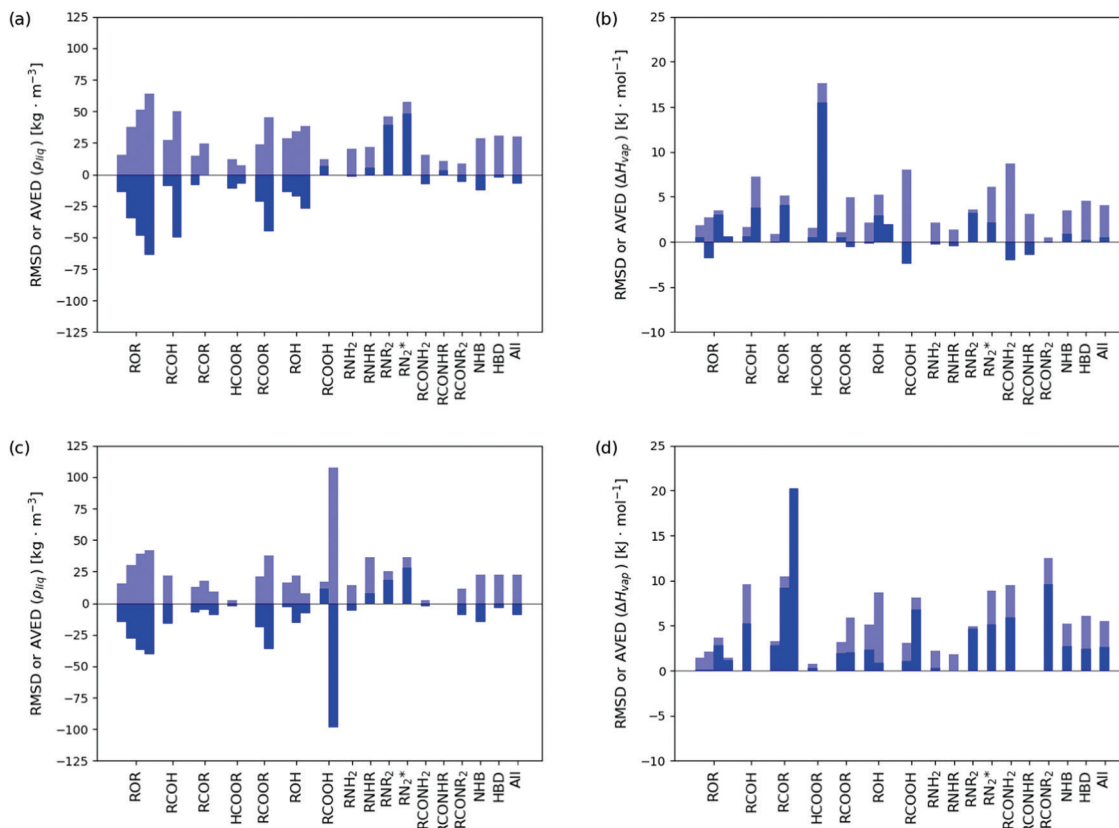 (a)
RMSD or AVED (ρliq) [kg · m⁻³]
125
100
75
50
25
0
−25
−50
−75
−100
−125
ROR
RCOH
RCOR
HCOOR
RCOOR
ROH
RCOOH
RNH₂
RNHR
RNR₂
RN₂*
RCONH₂
RCONHR
RCONR₂
NHB
HBD
All
(b)
RMSD or AVED (ΔHvap) [kJ · mol⁻¹]
25
20
15
10
5
0
−5
−10
ROR
RCOH
RCOR
HCOOR
RCOOR
ROH
RCOOH
RNH₂
RNHR
RNR₂
RN₂*
RCONH₂
RCONHR
RCONR₂
NHB
HBD
All
(c)
RMSD or AVED (ρliq) [kg · m⁻³]
125
100
75
50
25
0
−25
−50
−75
−100
−125
ROR
RCOH
RCOR
HCOOR
RCOOR
ROH
RCOOH
RNH₂
RNHR
RNR₂
RN₂*
RCONH₂
RCONHR
RCONR₂
NHB
HBD
All
(d)
RMSD or AVED (ΔHvap) [kJ · mol⁻¹]
25
20
15
10
5
0
−5
−10
ROR
RCOH
RCOR
HCOOR
RCOOR
ROH
RCOOH
RNH₂
RNHR
RNR₂
RN₂*
RCONH₂
RCONHR
RCONR₂
NHB
HBD
All